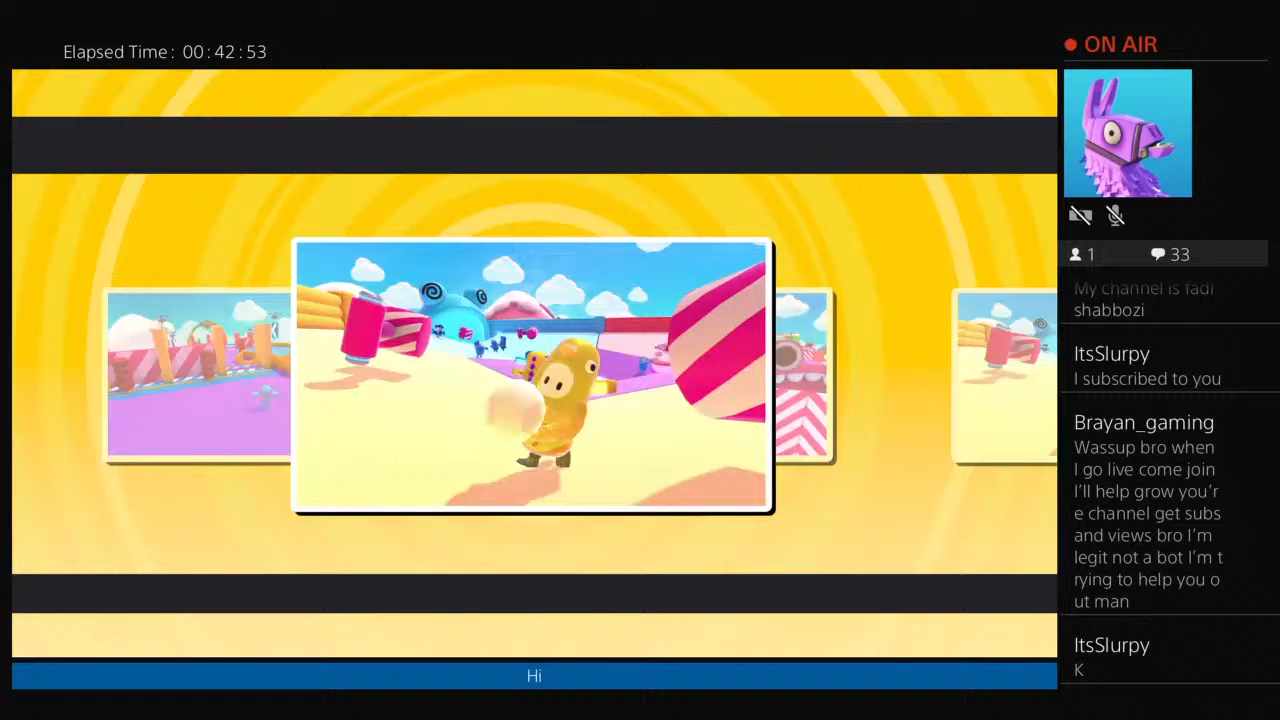 Elapsed Time: 00:42:53
ON AIR
1 33
My channel is fadi
shabbozi
ItsSlurpy
I subscribed to you
Brayan_gaming
Wassup bro when
I go live come join
I'll help grow you'r
e channel get subs
and views bro I'm
legit not a bot I'm t
rying to help you o
ut man
ItsSlurpy
K
Hi